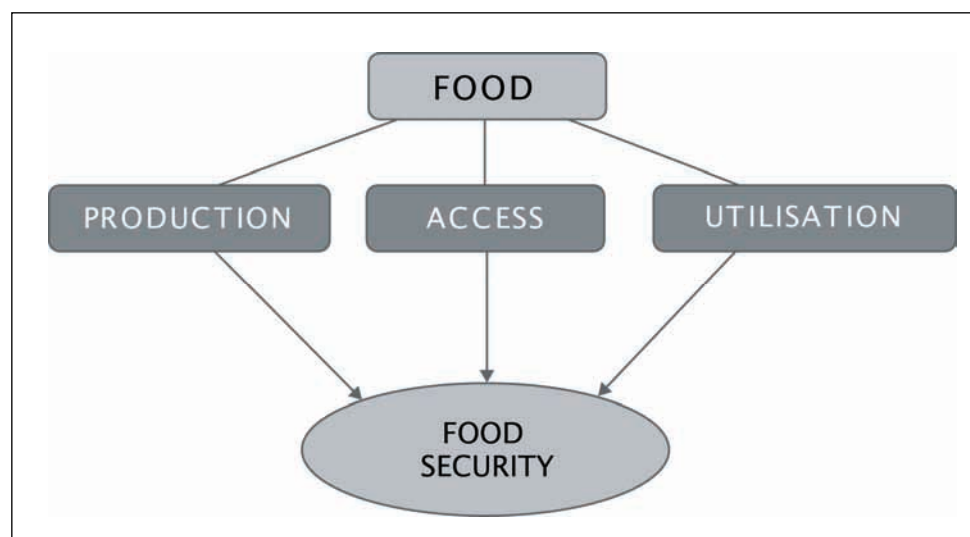 FOOD
PRODUCTION
ACCESS
UTILISATION
FOOD
SECURITY